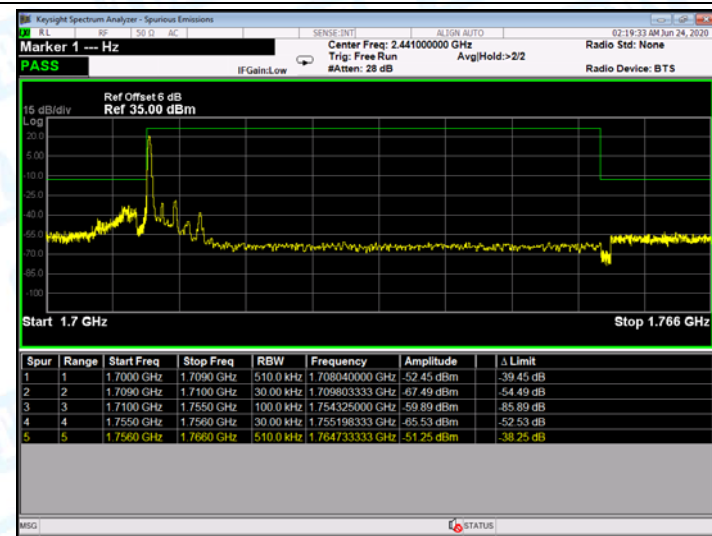 Keysight Spectrum Analyzer - Spurious Emissions
RL RF 50 Ω AC SENSE:INT ALIGN AUTO 02:19:33 AM Jun 24, 2020
Marker 1 --- Hz Center Freq: 2.441000000 GHz Radio Std: None
Trig: Free Run Avg|Hold:>2/2
PASS IFGain:Low #Atten: 28 dB Radio Device: BTS
Ref Offset 6 dB
15 dB/div Ref 35.00 dBm
Log
20.0
5.00
-10.0
-25.0
-40.0
-55.0
-70.0
-85.0
-100
Start 1.7 GHz Stop 1.766 GHz
Spur Range Start Freq Stop Freq RBW Frequency Amplitude Δ Limit
1 1 1.7000 GHz 1.7090 GHz 510.0 kHz 1.708040000 GHz -52.45 dBm -39.45 dB
2 2 1.7090 GHz 1.7100 GHz 30.00 kHz 1.709803333 GHz -67.49 dBm -54.49 dB
3 3 1.7100 GHz 1.7550 GHz 100.0 kHz 1.754325000 GHz -59.89 dBm -85.89 dB
4 4 1.7550 GHz 1.7560 GHz 30.00 kHz 1.755198333 GHz -65.53 dBm -52.53 dB
5 5 1.7560 GHz 1.7660 GHz 510.0 kHz 1.764733333 GHz -51.25 dBm -38.25 dB
MSG STATUS